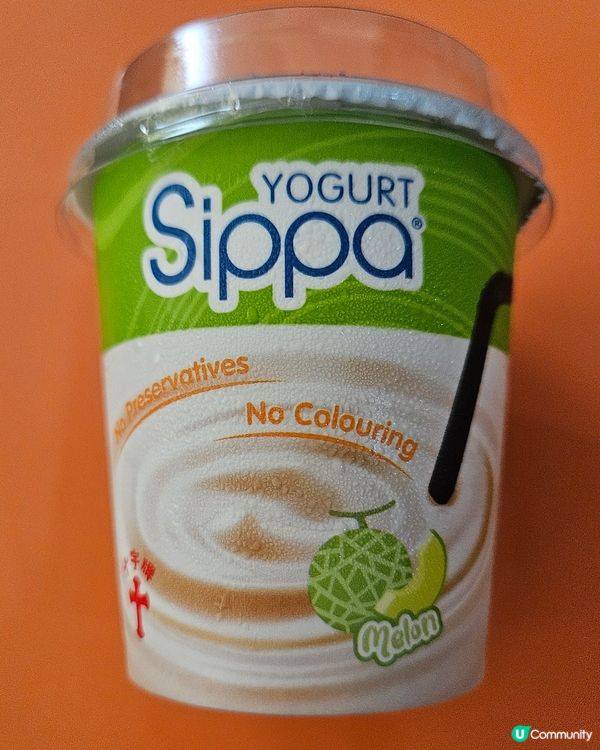 YOGURT
Sippa®
No Preservatives
No Colouring
十字牌
Melon
U Community